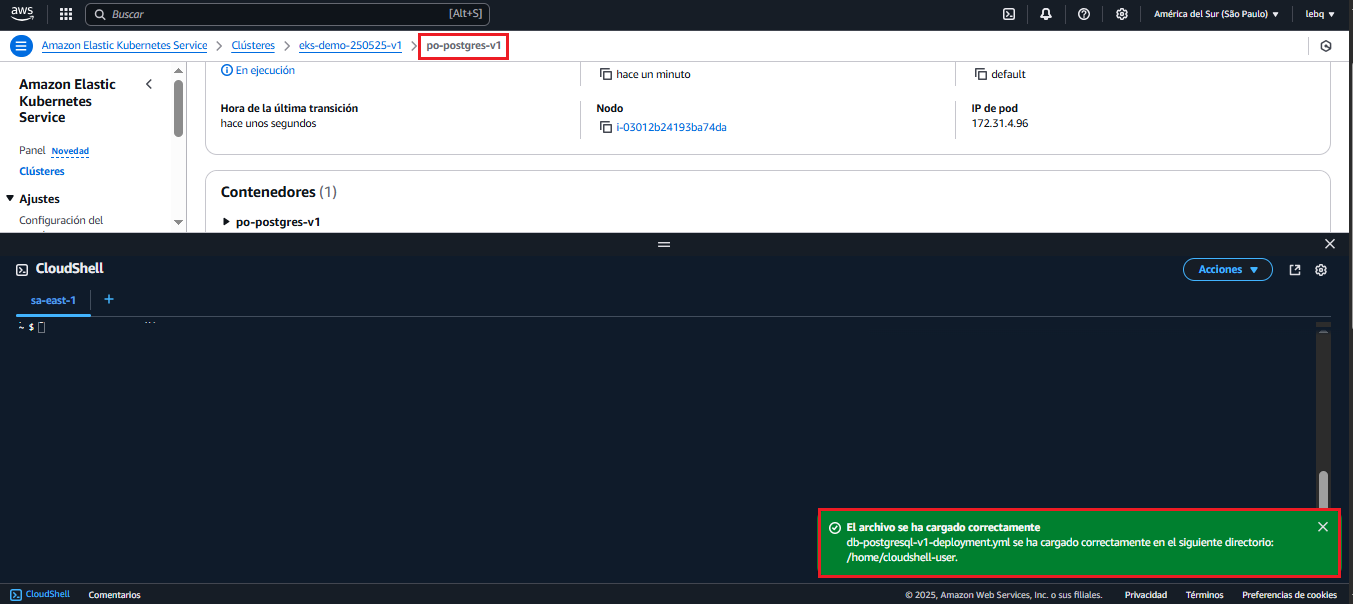 aws
Buscar [Alt+S]
América del Sur (São Paulo)
lebq
Amazon Elastic Kubernetes Service
Clústeres
eks-demo-250525-v1
po-postgres-v1
Amazon Elastic
Kubernetes
Service
Panel Novedad
Clústeres
Ajustes
Configuración del
En ejecución
hace un minuto
default
Hora de la última transición
hace unos segundos
Nodo
i-03012b24193ba74da
IP de pod
172.31.4.96
Contenedores (1)
po-postgres-v1
CloudShell
Acciones
sa-east-1 +
~ $
El archivo se ha cargado correctamente
db-postgresql-v1-deployment.yml se ha cargado correctamente en el siguiente directorio:
/home/cloudshell-user.
CloudShell
Comentarios
© 2025, Amazon Web Services, Inc. o sus filiales.
Privacidad
Términos
Preferencias de cookies